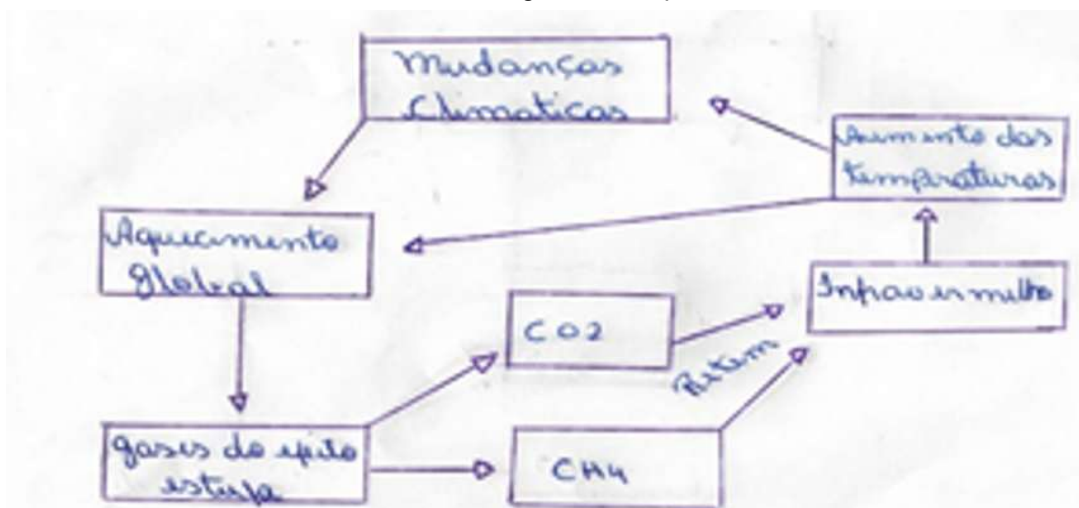 Mudanças
Climaticas
Aumento das
temperaturas
Aquecimento
global
Infravermelho
CO2
Retem
gases do efeito
estufa
CH4